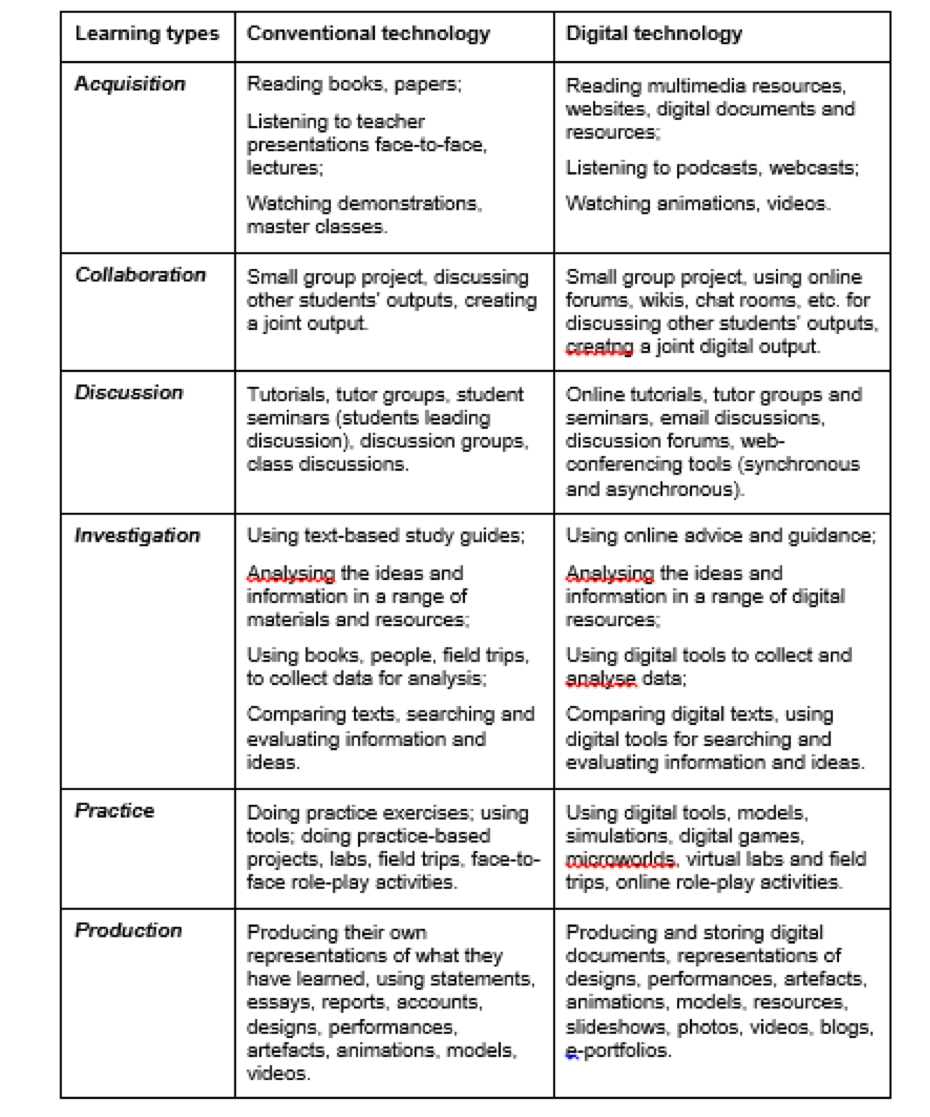 Learning types
Conventional technology
Digital technology
Acquisition
Reading books, papers;
Listening to teacher
presentations face-to-face,
lectures;
Watching demonstrations,
master classes.
Reading multimedia resources,
websites, digital documents and
resources;
Listening to podcasts, webcasts;
Watching animations, videos.
Collaboration
Small group project, discussing
other students' outputs, creating
a joint output.
Small group project, using online
forums, wikis, chat rooms, etc. for
discussing other students' outputs,
creatng a joint digital output.
Discussion
Tutorials, tutor groups, student
seminars (students leading
discussion), discussion groups,
class discussions.
Online tutorials, tutor groups and
seminars, email discussions,
discussion forums, web-
conferencing tools (synchronous
and asynchronous).
Investigation
Using text-based study guides;
Analysing the ideas and
information in a range of
materials and resources;
Using books, people, field trips,
to collect data for analysis;
Comparing texts, searching and
evaluating information and
ideas.
Using online advice and guidance;
Analysing the ideas and
information in a range of digital
resources;
Using digital tools to collect and
analyse data;
Comparing digital texts, using
digital tools for searching and
evaluating information and ideas.
Practice
Doing practice exercises; using
tools; doing practice-based
projects, labs, field trips, face-to-
face role-play activities.
Using digital tools, models,
simulations, digital games,
microworlds, virtual labs and field
trips, online role-play activities.
Production
Producing their own
representations of what they
have learned, using statements,
essays, reports, accounts,
designs, performances,
artefacts, animations, models,
videos.
Producing and storing digital
documents, representations of
designs, performances, artefacts,
animations, models, resources,
slideshows, photos, videos, blogs,
e-portfolios.